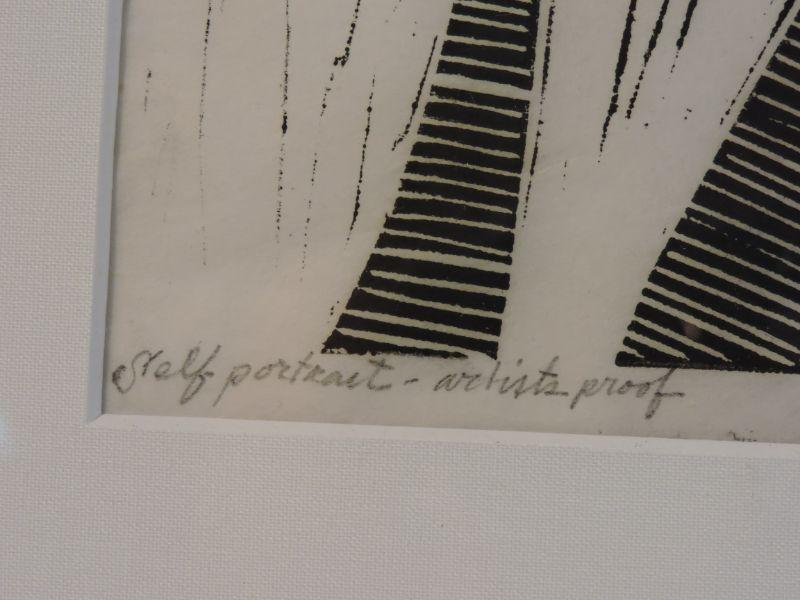 Self portrait - artists proof